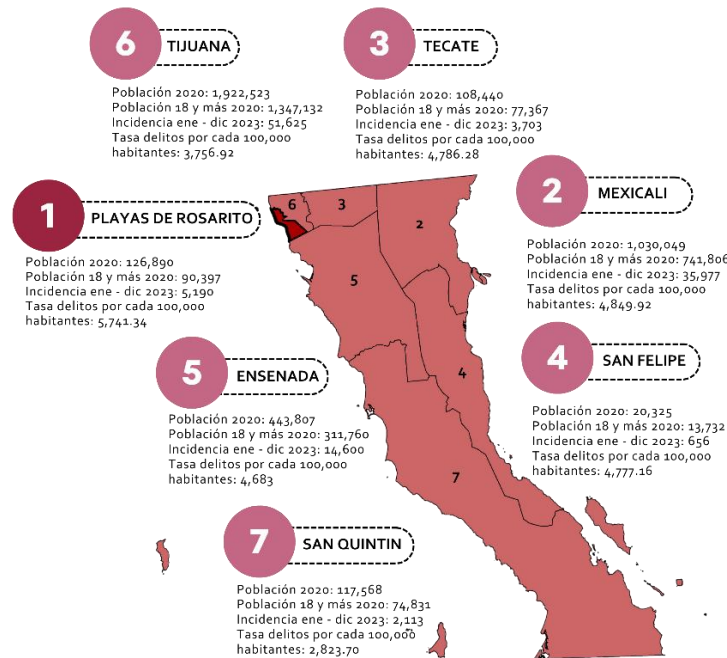 6
TIJUANA
Población 2020: 1,922,523
Población 18 y más 2020: 1,347,132
Incidencia ene - dic 2023: 51,625
Tasa delitos por cada 100,000
habitantes: 3,756.92
3
TECATE
Población 2020: 108,440
Población 18 y más 2020: 77,367
Incidencia ene - dic 2023: 3,703
Tasa delitos por cada 100,000
habitantes: 4,786.28
1
PLAYAS DE ROSARITO
Población 2020: 126,890
Población 18 y más 2020: 90,397
Incidencia ene - dic 2023: 5,190
Tasa delitos por cada 100,000
habitantes: 5,741.34
2
MEXICALI
Población 2020: 1,030,049
Población 18 y más 2020: 741,806
Incidencia ene - dic 2023: 35,977
Tasa delitos por cada 100,000
habitantes: 4,849.92
5
ENSENADA
Población 2020: 443,807
Población 18 y más 2020: 311,760
Incidencia ene - dic 2023: 14,600
Tasa delitos por cada 100,000
habitantes: 4,683
4
SAN FELIPE
Población 2020: 20,325
Población 18 y más 2020: 13,732
Incidencia ene - dic 2023: 656
Tasa delitos por cada 100,000
habitantes: 4,777.16
7
SAN QUINTIN
Población 2020: 117,568
Población 18 y más 2020: 74,831
Incidencia ene - dic 2023: 2,113
Tasa delitos por cada 100,000
habitantes: 2,823.70
6
3
2
5
4
7